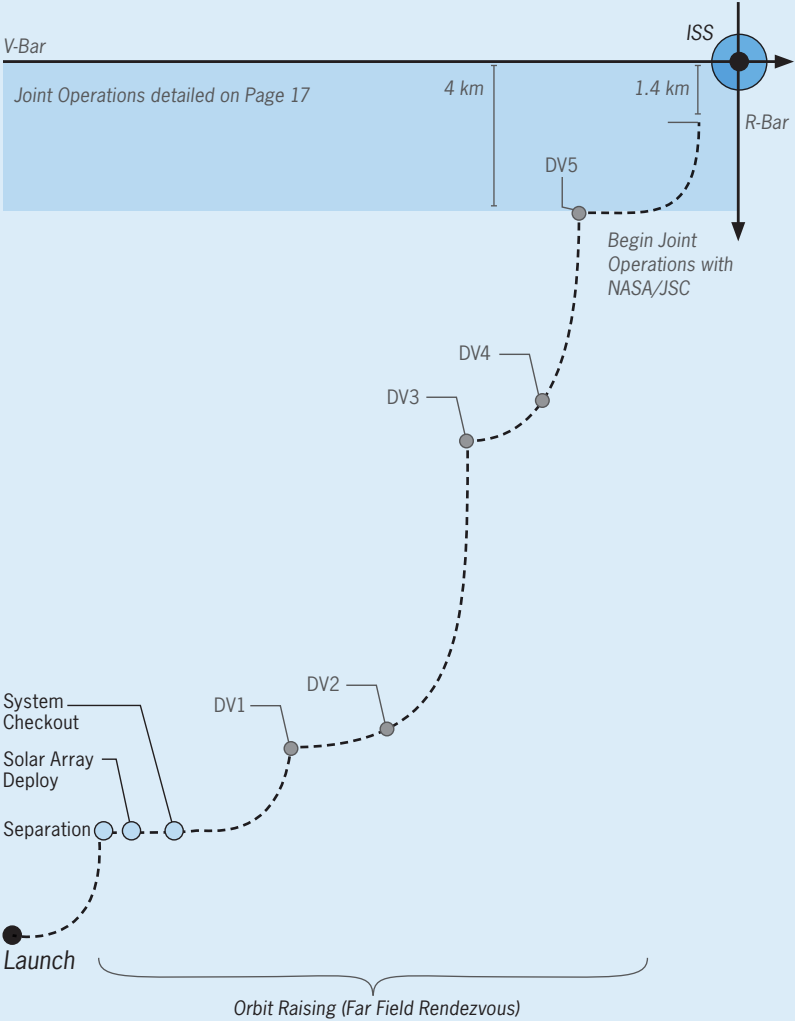 ISS
V-Bar
Joint Operations detailed on Page 17
4 km
1.4 km
R-Bar
DV5
Begin Joint
Operations with
NASA/JSC
DV4
DV3
DV2
DV1
System
Checkout
Solar Array
Deploy
Separation
Launch
Orbit Raising (Far Field Rendezvous)